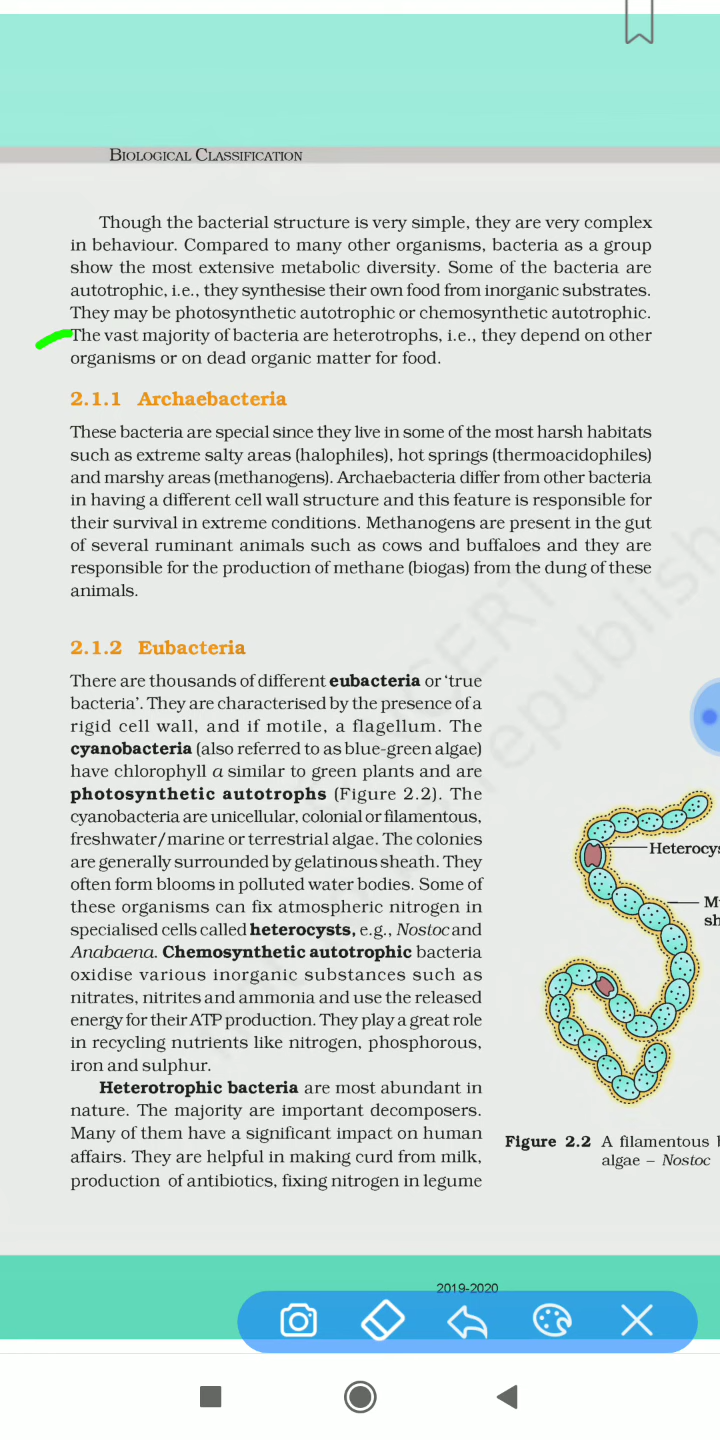 BIOLOGICAL CLASSIFICATION
Though the bacterial structure is very simple, they are very complex
in behaviour. Compared to many other organisms, bacteria as a group
show the most extensive metabolic diversity. Some of the bacteria are
autotrophic, i.e., they synthesise their own food from inorganic substrates.
They may be photosynthetic autotrophic or chemosynthetic autotrophic.
The vast majority of bacteria are heterotrophs, i.e., they depend on other
organisms or on dead organic matter for food.
2.1.1 Archaebacteria
These bacteria are special since they live in some of the most harsh habitats
such as extreme salty areas (halophiles), hot springs (thermoacidophiles)
and marshy areas (methanogens). Archaebacteria differ from other bacteria
in having a different cell wall structure and this feature is responsible for
their survival in extreme conditions. Methanogens are present in the gut
of several ruminant animals such as cows and buffaloes and they are
responsible for the production of methane (biogas) from the dung of these
animals.
2.1.2 Eubacteria
There are thousands of different eubacteria or ‘true
bacteria’. They are characterised by the presence of a
rigid cell wall, and if motile, a flagellum. The
cyanobacteria (also referred to as blue-green algae)
have chlorophyll a similar to green plants and are
photosynthetic autotrophs (Figure 2.2). The
cyanobacteria are unicellular, colonial or filamentous,
freshwater/marine or terrestrial algae. The colonies
are generally surrounded by gelatinous sheath. They
often form blooms in polluted water bodies. Some of
these organisms can fix atmospheric nitrogen in
specialised cells called heterocysts, e.g., Nostoc and
Anabaena. Chemosynthetic autotrophic bacteria
oxidise various inorganic substances such as
nitrates, nitrites and ammonia and use the released
energy for their ATP production. They play a great role
in recycling nutrients like nitrogen, phosphorous,
iron and sulphur.
Heterotrophic bacteria are most abundant in
nature. The majority are important decomposers.
Many of them have a significant impact on human
affairs. They are helpful in making curd from milk,
production of antibiotics, fixing nitrogen in legume
Heterocys
M
sh
Figure 2.2 A filamentous b
algae – Nostoc
2019-2020